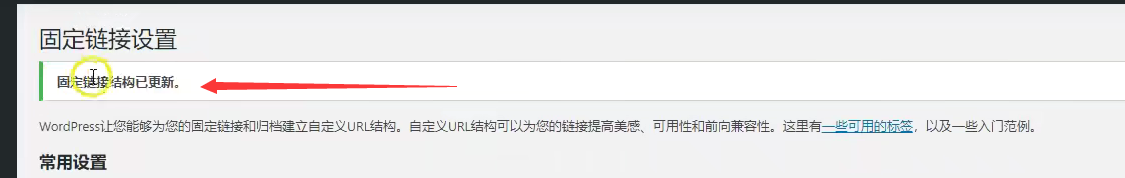 固定链接设置
固定链接结构已更新。
WordPress让您能够为您的固定链接和归档建立自定义URL结构。自定义URL结构可以为您的链接提高美感、可用性和前向兼容性。这里有一些可用的标签，以及一些入门范例。
常用设置